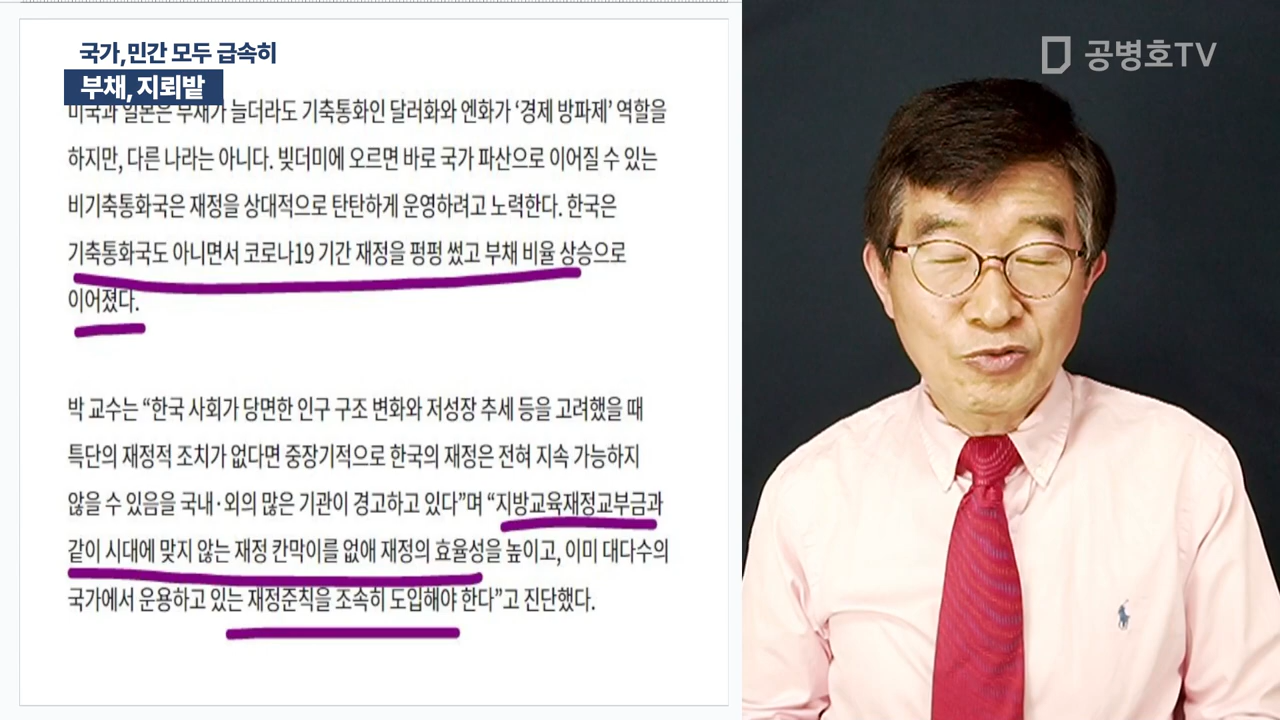 국가,민간 모두 급속히
부채, 지뢰밭
공병호TV
미국과 일본은 부채가 늘더라도 기축통화인 달러화와 엔화가 ‘경제 방파제’ 역할을
하지만, 다른 나라는 아니다. 빚더미에 오르면 바로 국가 파산으로 이어질 수 있는
비기축통화국은 재정을 상대적으로 탄탄하게 운영하려고 노력한다. 한국은
기축통화국도 아니면서 코로나19 기간 재정을 펑펑 썼고 부채 비율 상승으로
이어졌다.
박 교수는 “한국 사회가 당면한 인구 구조 변화와 저성장 추세 등을 고려했을 때
특단의 재정적 조치가 없다면 중장기적으로 한국의 재정은 전혀 지속 가능하지
않을 수 있음을 국내·외의 많은 기관이 경고하고 있다”며 “지방교육재정교부금과
같이 시대에 맞지 않는 재정 칸막이를 없애 재정의 효율성을 높이고, 이미 대다수의
국가에서 운용하고 있는 재정준칙을 조속히 도입해야 한다”고 진단했다.